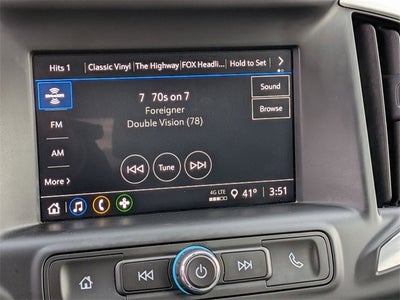 Hits 1 Classic Vinyl The Highway FOX Headli... Hold to Set
SiriusXM
7 70s on 7
Sound
Foreigner
Double Vision (78)
Browse
FM
AM
Tune
More
4G LTE
41° 3:51